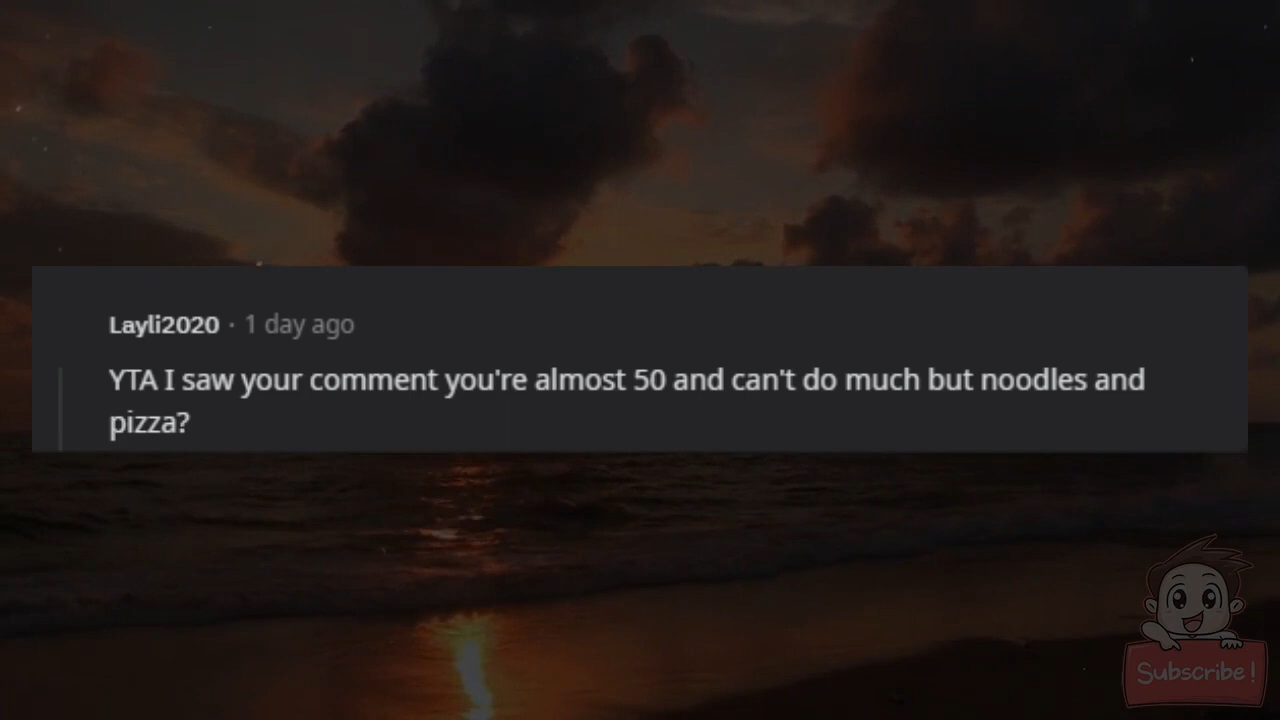 Layli2020 · 1 day ago
YTA I saw your comment you're almost 50 and can't do much but noodles and
pizza?
Subscribe!